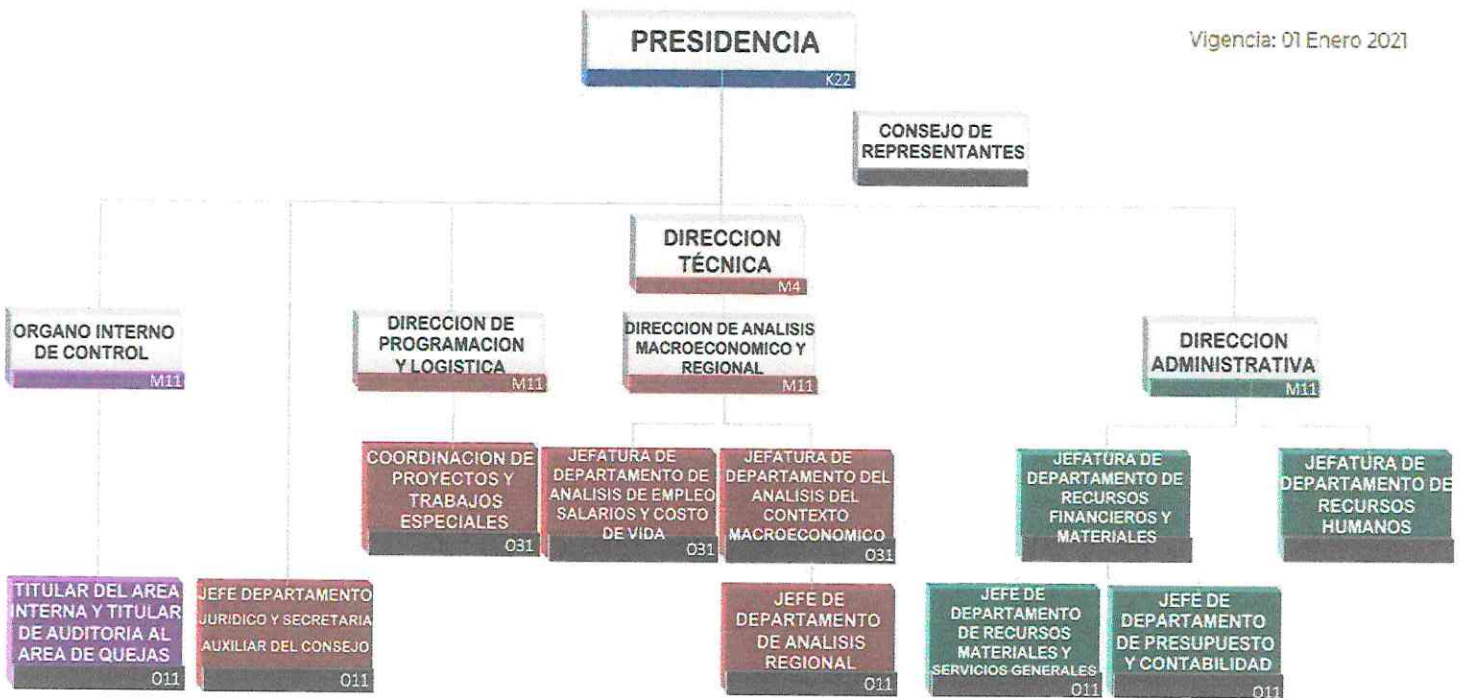 PRESIDENCIA
K22
Vigencia: 01 Enero 2021
CONSEJO DE
REPRESENTANTES
DIRECCION
TÉCNICA
M4
ORGANO INTERNO
DE CONTROL
M11
DIRECCION DE
PROGRAMACION
Y LOGISTICA
M11
DIRECCION DE ANALISIS
MACROECONOMICO Y
REGIONAL
M11
DIRECCION
ADMINISTRATIVA
M11
COORDINACION DE
PROYECTOS Y
TRABAJOS
ESPECIALES
O31
JEFATURA DE
DEPARTAMENTO DE
ANALISIS DE EMPLEO
SALARIOS Y COSTO
DE VIDA
O31
JEFATURA DE
DEPARTAMENTO DEL
ANALISIS DEL
CONTEXTO
MACROECONOMICO
O31
JEFATURA DE
DEPARTAMENTO DE
RECURSOS
FINANCIEROS Y
MATERIALES
JEFATURA DE
DEPARTAMENTO DE
RECURSOS
HUMANOS
TITULAR DEL AREA
INTERNA Y TITULAR
DE AUDITORIA AL
AREA DE QUEJAS
O11
JEFE DEPARTAMENTO
JURIDICO Y SECRETARIA
AUXILIAR DEL CONSEJO
O11
JEFE DE
DEPARTAMENTO
DE ANALISIS
REGIONAL
O11
JEFE DE
DEPARTAMENTO
DE RECURSOS
MATERIALES Y
SERVICIOS GENERALES
O11
JEFE DE
DEPARTAMENTO
DE PRESUPUESTO
Y CONTABILIDAD
O11